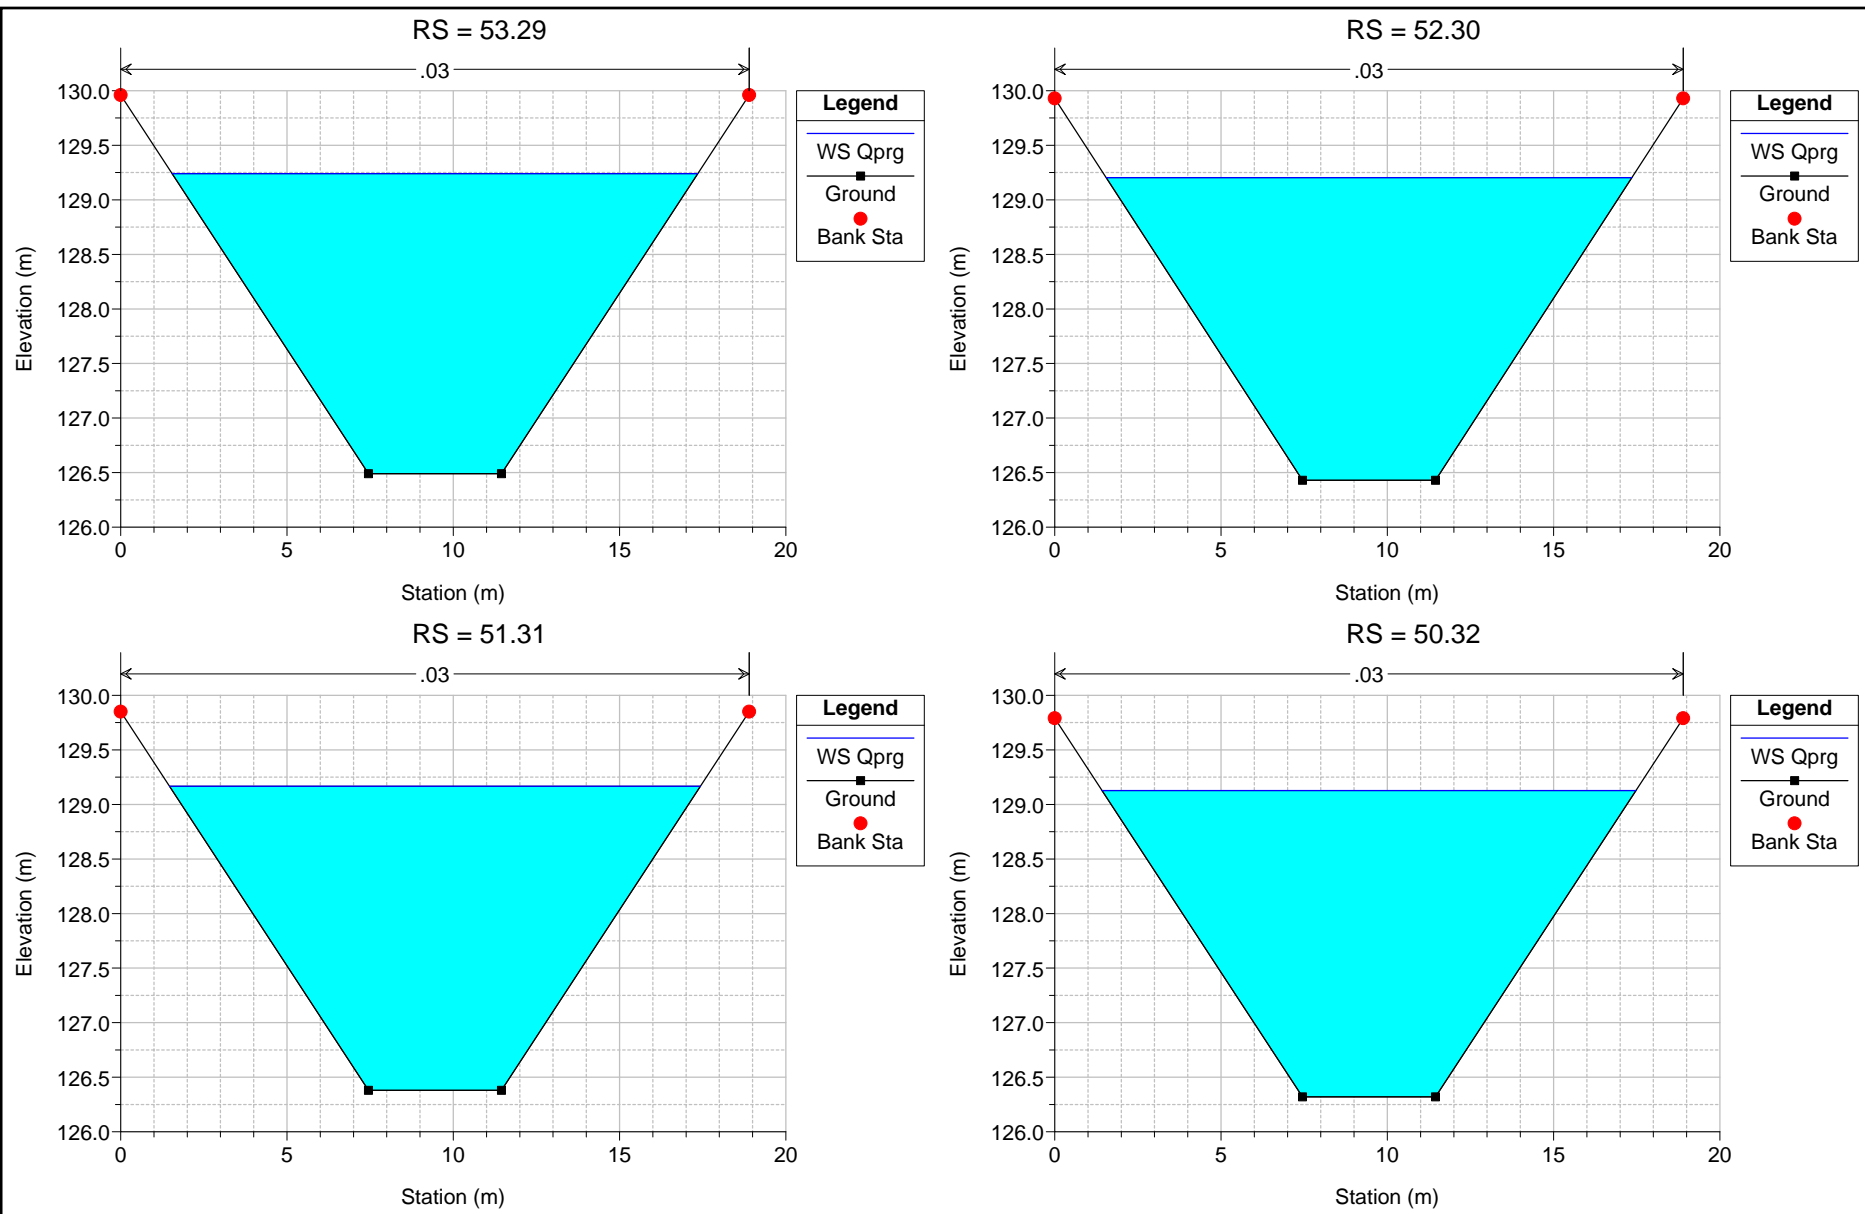 RS = 53.29
.03
130.0
129.5
129.0
128.5
128.0
127.5
127.0
126.5
126.0
Elevation (m)
0 5 10 15 20
Station (m)
Legend
WS Qprg
Ground
Bank Sta
RS = 52.30
.03
130.0
129.5
129.0
128.5
128.0
127.5
127.0
126.5
126.0
Elevation (m)
0 5 10 15 20
Station (m)
Legend
WS Qprg
Ground
Bank Sta
RS = 51.31
.03
130.0
129.5
129.0
128.5
128.0
127.5
127.0
126.5
126.0
Elevation (m)
0 5 10 15 20
Station (m)
Legend
WS Qprg
Ground
Bank Sta
RS = 50.32
.03
130.0
129.5
129.0
128.5
128.0
127.5
127.0
126.5
126.0
Elevation (m)
0 5 10 15 20
Station (m)
Legend
WS Qprg
Ground
Bank Sta